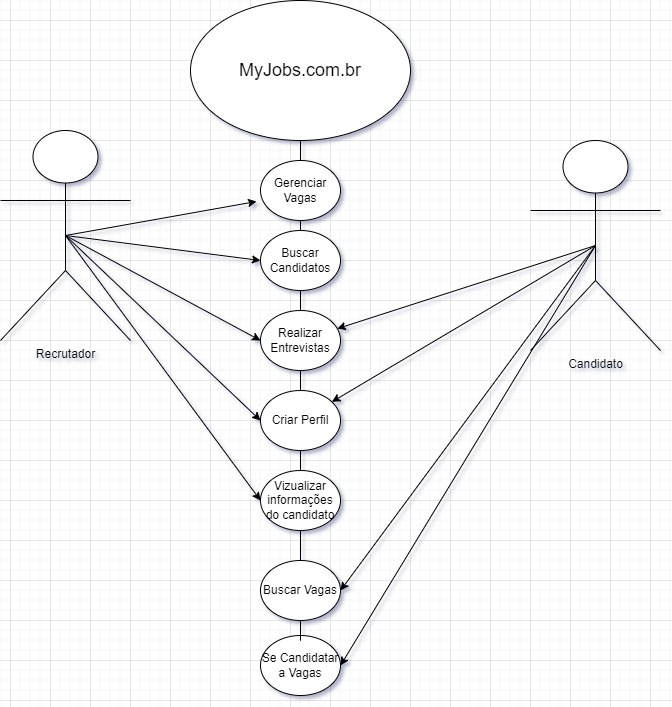 MyJobs.com.br
Gerenciar
Vagas
Buscar
Candidatos
Realizar
Entrevistas
Recrutador
Candidato
Criar Perfil
Vizualizar
informações
do candidato
Buscar Vagas
Se Candidatar
a Vagas